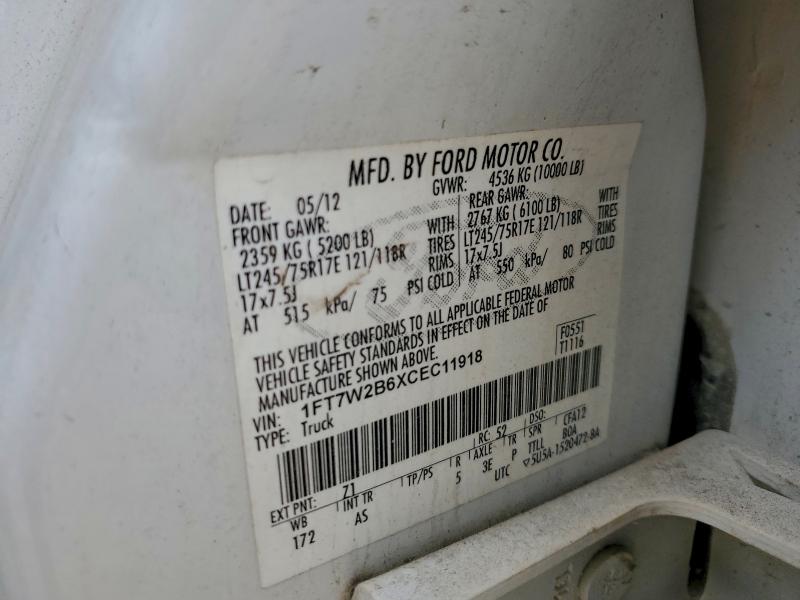 MFD. BY FORD MOTOR CO.
DATE: 05/12 GVWR: 4536 KG (10000 LB)
FRONT GAWR: REAR GAWR:
2359 KG ( 5200 LB) WITH 2767 KG ( 6100 LB) WITH
LT245/75R17E 121/118R TIRES LT245/75R17E 121/118R TIRES
17x7.5J RIMS 17x7.5J RIMS
AT 515 kPa/ 75 PSI COLD AT 550 kPa/ 80 PSI COLD
THIS VEHICLE CONFORMS TO ALL APPLICABLE FEDERAL MOTOR
VEHICLE SAFETY STANDARDS IN EFFECT ON THE DATE OF
MANUFACTURE SHOWN ABOVE.
F0551
T1116
VIN: 1FT7W2B6XCEC11918
TYPE: Truck
EXT PNT: Z1 RC: 52 DSO:
WB INT TR TP/PS R AXLE TR SPR CFA12
172 AS 5 3E P TTLL BOA
UTC ▽5U5A-1520472-BA